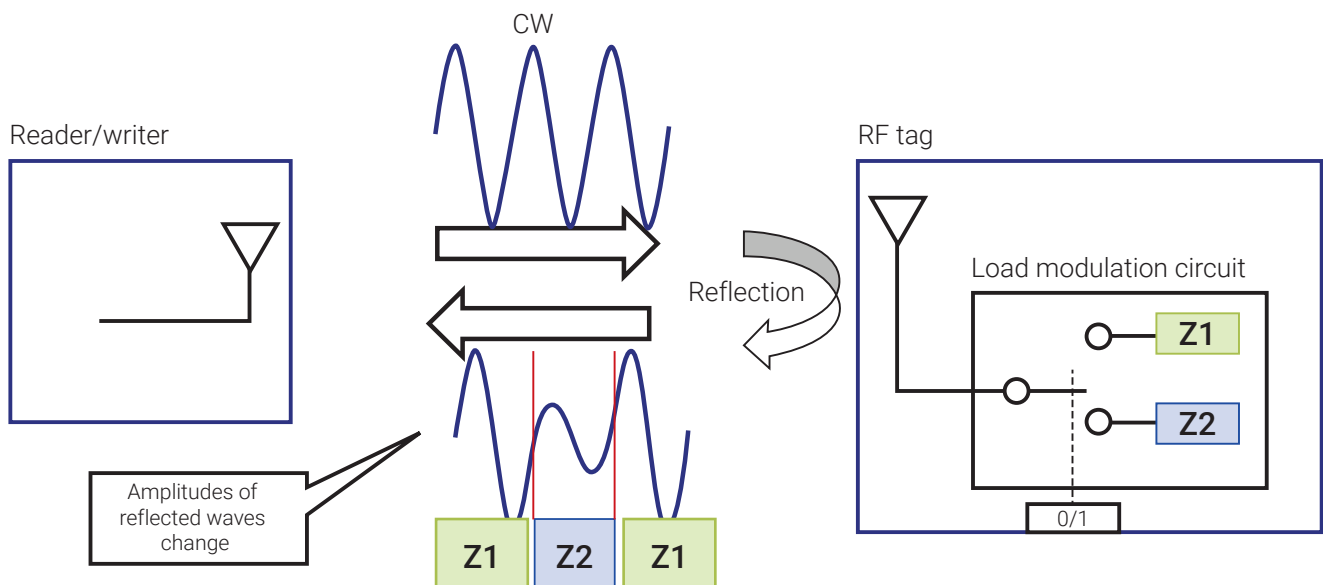 CW
Reader/writer
RF tag
Load modulation circuit
Reflection
Z1
Z2
0/1
Amplitudes of
reflected waves
change
Z1 Z2 Z1